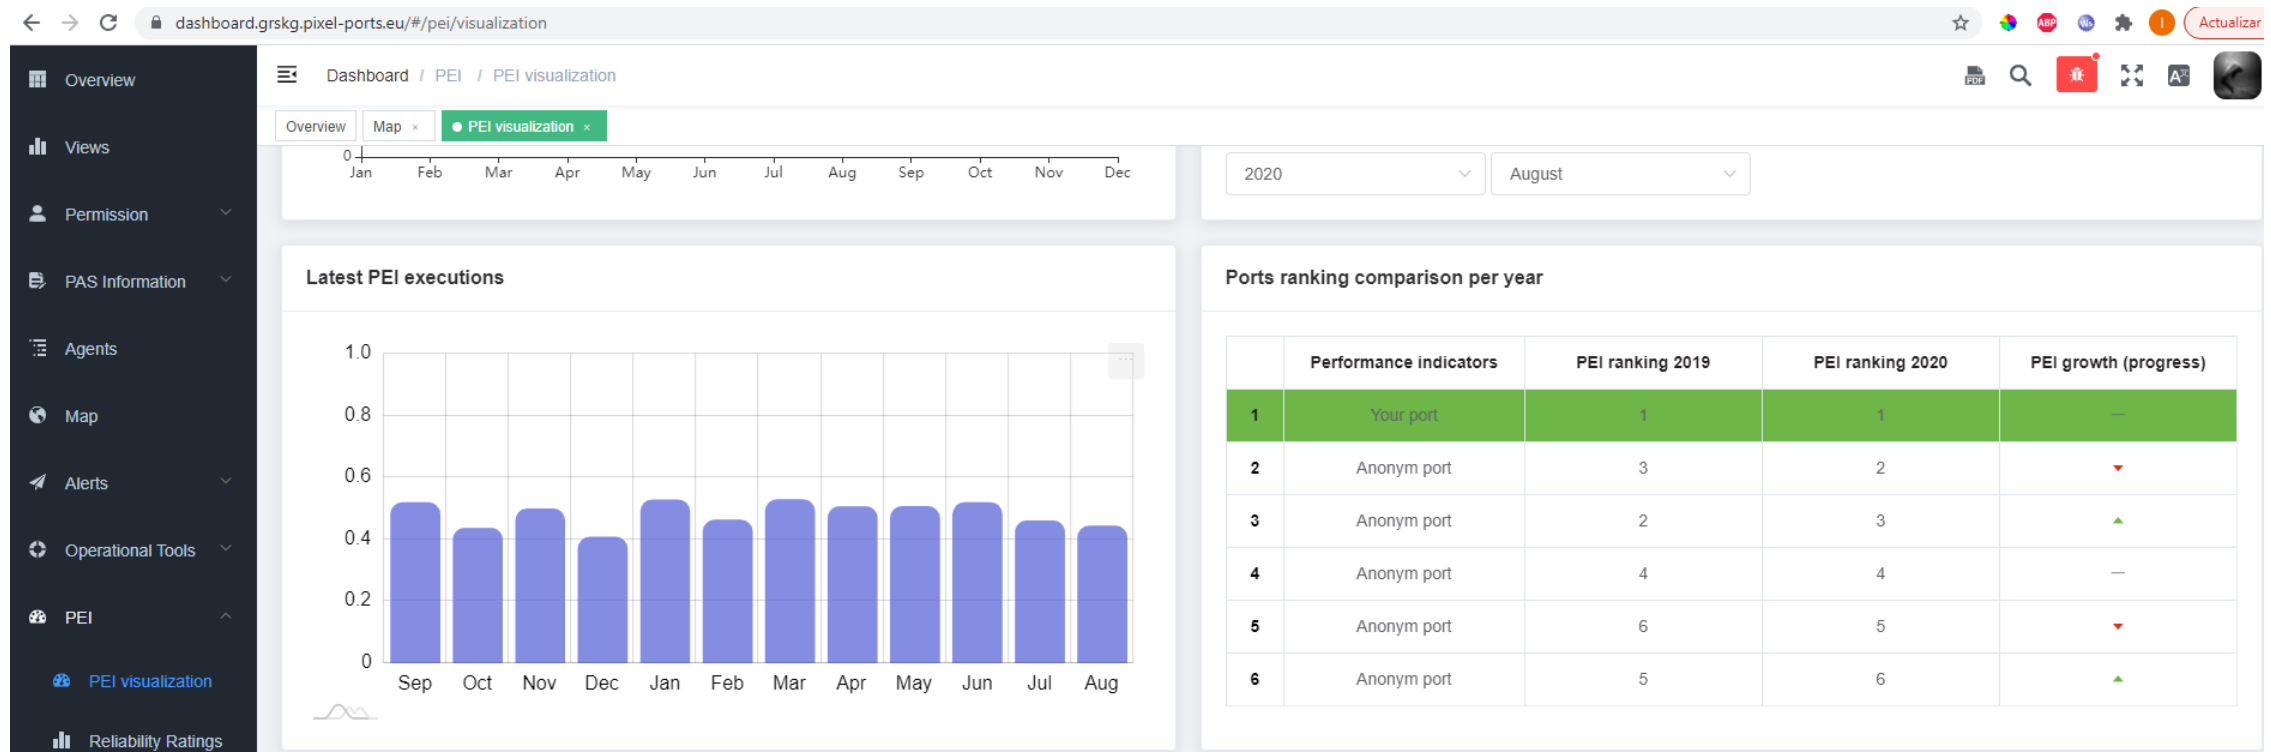 dashboard.grskg.pixel-ports.eu/#/pei/visualization
ABP
Ws
I
Actualizar
Overview
Views
Permission
PAS Information
Agents
Map
Alerts
Operational Tools
PEI
PEI visualization
Reliability Ratings
Dashboard / PEI / PEI visualization
PDF
Overview
Map ×
PEI visualization ×
0
Jan Feb Mar Apr May Jun Jul Aug Sep Oct Nov Dec
2020
August
Latest PEI executions
1.0
0.8
0.6
0.4
0.2
0
Sep Oct Nov Dec Jan Feb Mar Apr May Jun Jul Aug
Ports ranking comparison per year
Performance indicators PEI ranking 2019 PEI ranking 2020 PEI growth (progress)
1 Your port 1 1 —
2 Anonym port 3 2 ▼
3 Anonym port 2 3 ▲
4 Anonym port 4 4 —
5 Anonym port 6 5 ▼
6 Anonym port 5 6 ▲